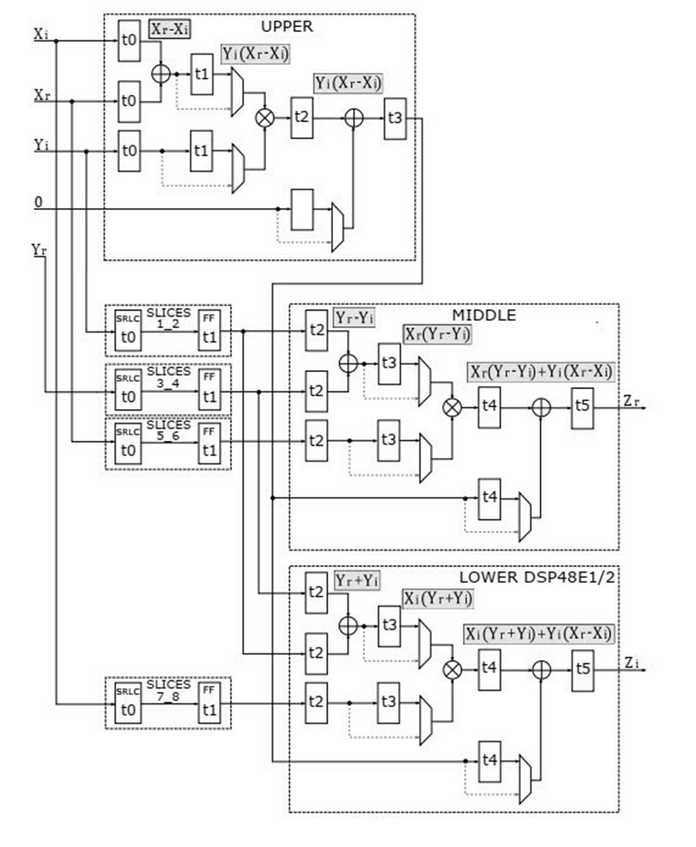 UPPER
Xi
t0
Xr-Xi
t1
Yi(Xr-Xi)
Yi(Xr-Xi)
Xr
t0
t2
t3
Yi
t0
t1
0
Yr
SRLC
t0
SLICES
1_2
FF
t1
SRLC
t0
SLICES
3_4
FF
t1
SRLC
t0
SLICES
5_6
FF
t1
MIDDLE
t2
Yr-Yi
t3
Xr(Yr-Yi)
Xr(Yr-Yi)+Yi(Xr-Xi)
t2
t4
t5
Zr
t2
t3
t4
LOWER DSP48E1/2
t2
Yr+Yi
t3
Xi(Yr+Yi)
Xi(Yr+Yi)+Yi(Xr-Xi)
t2
t4
t5
Zi
SRLC
t0
SLICES
7_8
FF
t1
t2
t3
t4